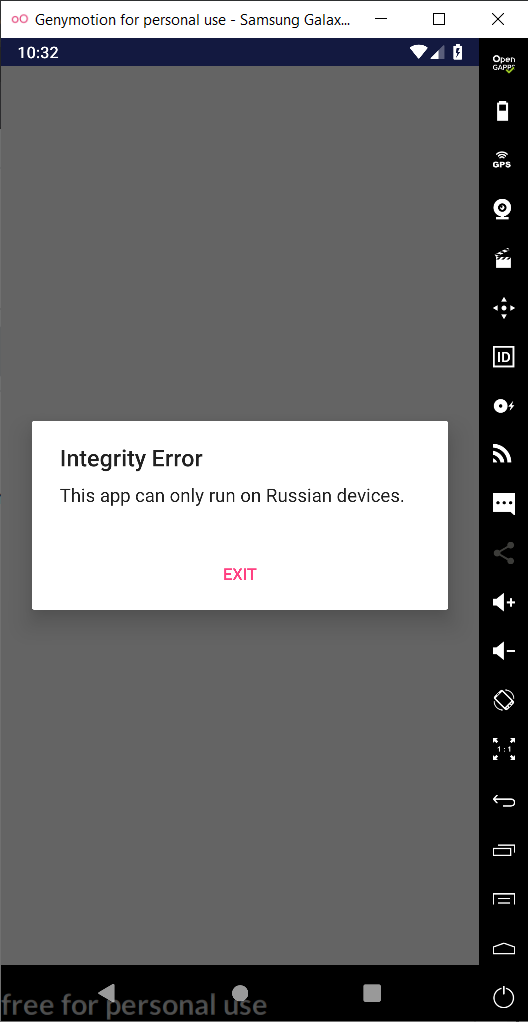 Genymotion for personal use - Samsung Galax...
10:32
Open
GAPPS
GPS
ID
Integrity Error
This app can only run on Russian devices.
EXIT
1:1
free for personal use